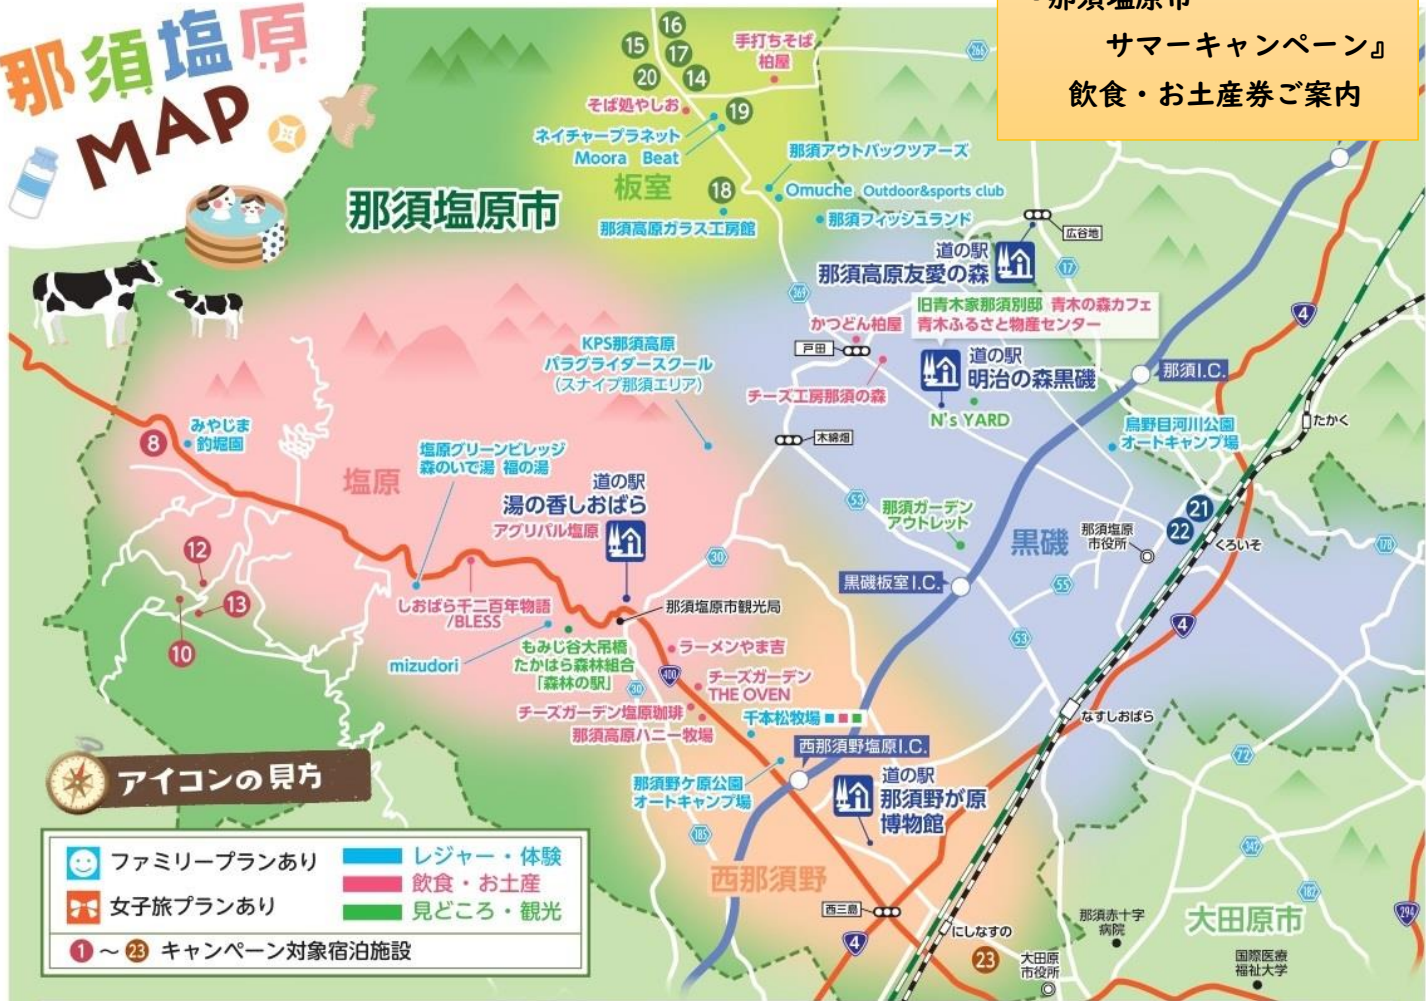 那須塩原
MAP
那須塩原市
サマーキャンペーン』
飲食・お土産券ご案内
16
15
17
20
14
手打ちそば
柏屋
266
そば処やしお
19
ネイチャープラネット
Moora Beat
板室
18
那須高原ガラス工房館
那須アウトバックツアーズ
Omuche Outdoor&sports club
那須フィッシュランド
那須塩原市
広谷地
道の駅
那須高原友愛の森
17
369
旧青木家那須別邸 青木の森カフェ
青木ふるさと物産センター
かつどん柏屋
戸田
道の駅
明治の森黒磯
チーズ工房那須の森
N's YARD
4
那須I.C.
KPS那須高原
パラグライダースクール
(スナイプ那須エリア)
たかく
烏野目河川公園
オートキャンプ場
8
みやじま
釣堀園
木綿畑
塩原グリーンビレッジ
森のいで湯 福の湯
塩原
道の駅
湯の香しおばら
アグリパル塩原
53
那須ガーデン
アウトレット
黒磯
那須塩原
市役所
21
22
くろいそ
178
12
13
10
30
黒磯板室I.C.
55
53
4
しおばら千二百年物語
/BLESS
那須塩原市観光局
mizudori
もみじ谷大吊橋
たかはら森林組合
「森林の駅」
ラーメンやま吉
400
30
チーズガーデン
THE OVEN
チーズガーデン塩原珈琲
那須高原ハニー牧場
千本松牧場
なすしおばら
西那須野塩原I.C.
72
那須野ケ原公園
オートキャンプ場
道の駅
那須野が原
博物館
185
342
182
西那須野
西三島
4
にしなすの
23
大田原
市役所
那須赤十字
病院
大田原市
国際医療
福祉大学
294
アイコンの見方
ファミリープランあり
レジャー・体験
飲食・お土産
女子旅プランあり
見どころ・観光
1 ～ 23 キャンペーン対象宿泊施設